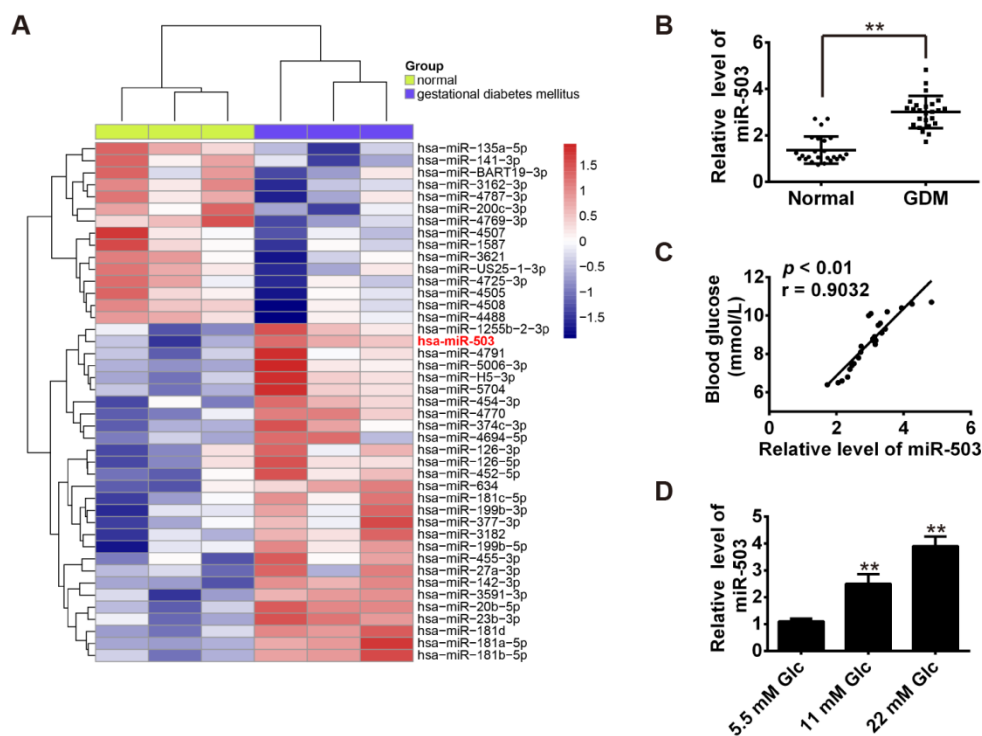 A
Group
normal
gestational diabetes mellitus
hsa-miR-135a-5p
hsa-miR-141-3p
hsa-miR-BART19-3p
hsa-miR-3162-3p
hsa-miR-4787-3p
hsa-miR-200c-3p
hsa-miR-4769-3p
hsa-miR-4507
hsa-miR-1587
hsa-miR-3621
hsa-miR-US25-1-3p
hsa-miR-4725-3p
hsa-miR-4505
hsa-miR-4508
hsa-miR-4488
hsa-miR-1255b-2-3p
hsa-miR-503
hsa-miR-4791
hsa-miR-5006-3p
hsa-miR-H5-3p
hsa-miR-5704
hsa-miR-454-3p
hsa-miR-4770
hsa-miR-374c-3p
hsa-miR-4694-5p
hsa-miR-126-3p
hsa-miR-126-5p
hsa-miR-452-5p
hsa-miR-634
hsa-miR-181c-5p
hsa-miR-199b-3p
hsa-miR-377-3p
hsa-miR-3182
hsa-miR-199b-5p
hsa-miR-455-3p
hsa-miR-27a-3p
hsa-miR-142-3p
hsa-miR-3591-3p
hsa-miR-20b-5p
hsa-miR-23b-3p
hsa-miR-181d
hsa-miR-181a-5p
hsa-miR-181b-5p
1.5
1
0.5
0
−0.5
−1
−1.5
B
Relative level of
miR-503
6
4
2
0
**
Normal
GDM
C
p < 0.01
r = 0.9032
Blood glucose
(mmol/L)
12
10
8
6
0
2
4
6
Relative level of miR-503
D
Relative level of
miR-503
5
4
3
2
1
0
**
**
5.5 mM Glc
11 mM Glc
22 mM Glc